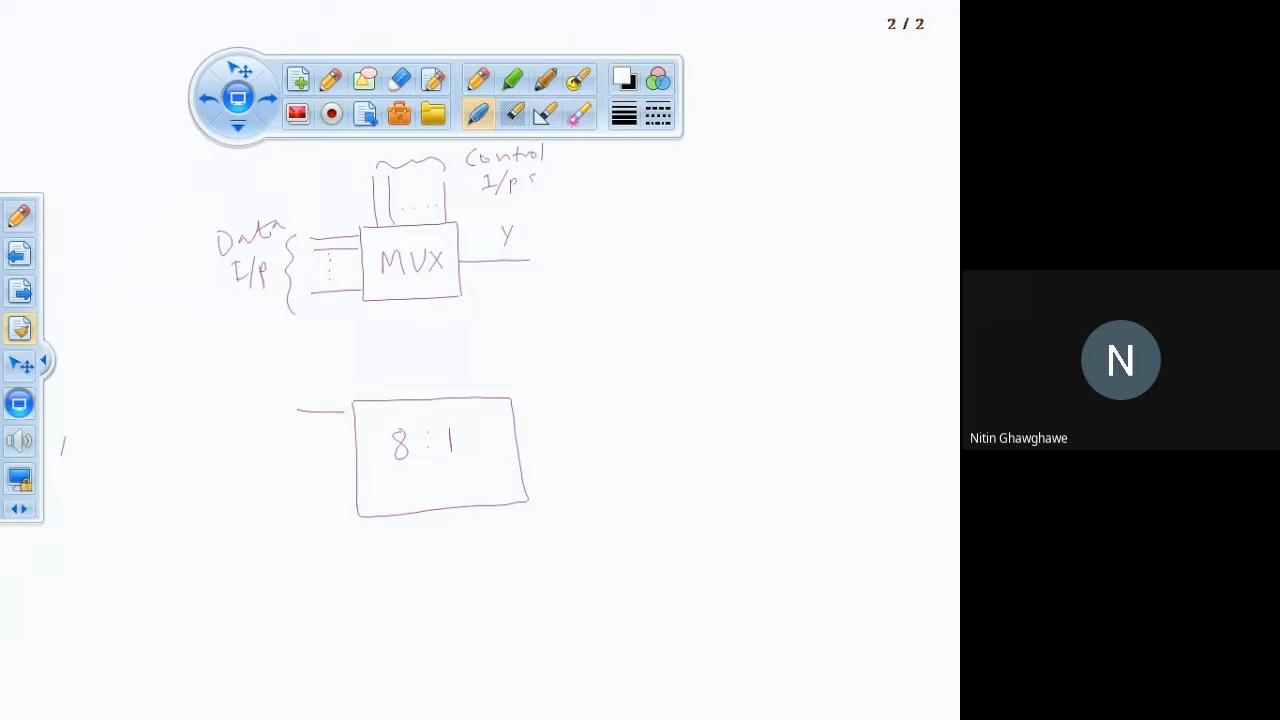 2 / 2
Control
I/p s
Data
I/p
MUX
Y
8 : 1
N
Nitin Ghawghawe